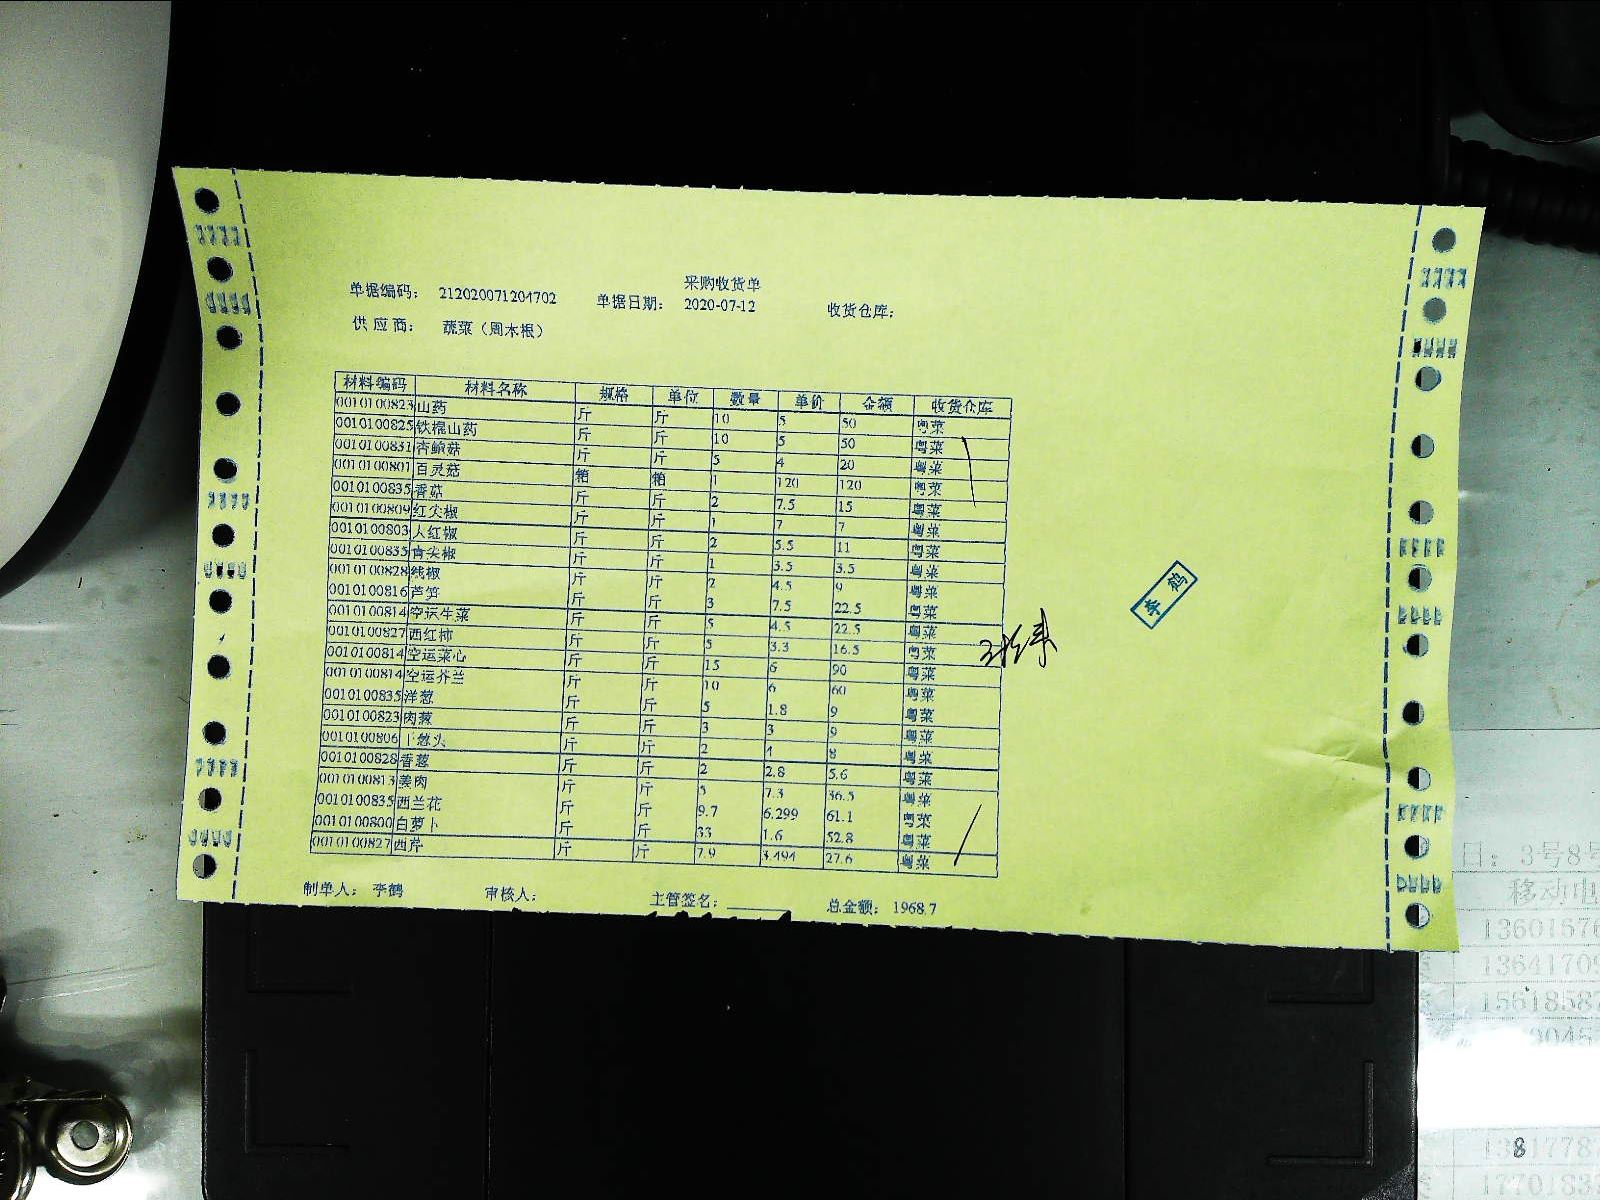 采购收货单
单据编码： 212020071204702 单据日期： 2020-07-12 收货仓库：
供 应 商： 蔬菜（周木根）
材料编码 材料名称 规格 单位 数量 单价 金额 收货仓库
0010100823 山药 斤 斤 10 5 50 粤菜
0010100825 铁棍山药 斤 斤 10 5 50 粤菜
0010100831 杏鲍菇 斤 斤 5 4 20 粤菜
0010100801 百灵菇 箱 箱 1 120 120 粤菜
0010100835 香菇 斤 斤 2 7.5 15 粤菜
0010100809 红尖椒 斤 斤 1 7 7 粤菜
0010100803 大红椒 斤 斤 2 5.5 11 粤菜
0010100835 青尖椒 斤 斤 1 3.5 3.5 粤菜
0010100828 线椒 斤 斤 2 4.5 9 粤菜
0010100816 芦笋 斤 斤 3 7.5 22.5 粤菜
0010100814 空运生菜 斤 斤 5 4.5 22.5 粤菜
0010100827 西红柿 斤 斤 5 3.3 16.5 粤菜
0010100814 空运菜心 斤 斤 15 6 90 粤菜
0010100814 空运芥兰 斤 斤 10 6 60 粤菜
0010100835 洋葱 斤 斤 5 1.8 9 粤菜
0010100823 肉葱 斤 斤 3 3 9 粤菜
0010100806 干葱头 斤 斤 2 4 8 粤菜
0010100828 香葱 斤 斤 2 2.8 5.6 粤菜
0010100813 姜肉 斤 斤 5 7.3 36.5 粤菜
0010100835 西兰花 斤 斤 9.7 6.299 61.1 粤菜
0010100800 白萝卜 斤 斤 33 1.6 52.8 粤菜
0010100827 西芹 斤 斤 7.9 3.494 27.6 粤菜
李鹤
制单人： 李鹤 审核人： 主管签名： 总金额： 1968.7
日：3号8号
移动电
13601576
13641709
15618587